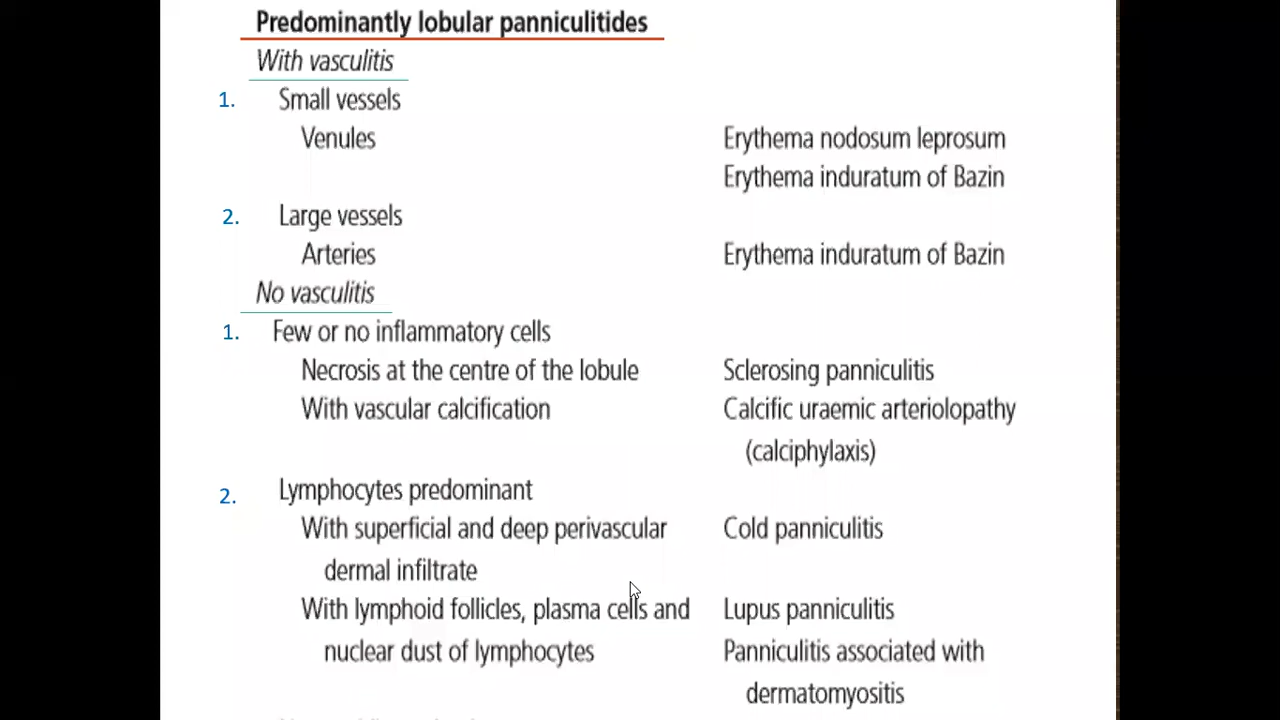 Predominantly lobular panniculitides
With vasculitis
1. Small vessels
Venules Erythema nodosum leprosum
Erythema induratum of Bazin
2. Large vessels
Arteries Erythema induratum of Bazin
No vasculitis
1. Few or no inflammatory cells
Necrosis at the centre of the lobule Sclerosing panniculitis
With vascular calcification Calcific uraemic arteriolopathy
(calciphylaxis)
2. Lymphocytes predominant
With superficial and deep perivascular Cold panniculitis
dermal infiltrate
With lymphoid follicles, plasma cells and Lupus panniculitis
nuclear dust of lymphocytes Panniculitis associated with
dermatomyositis